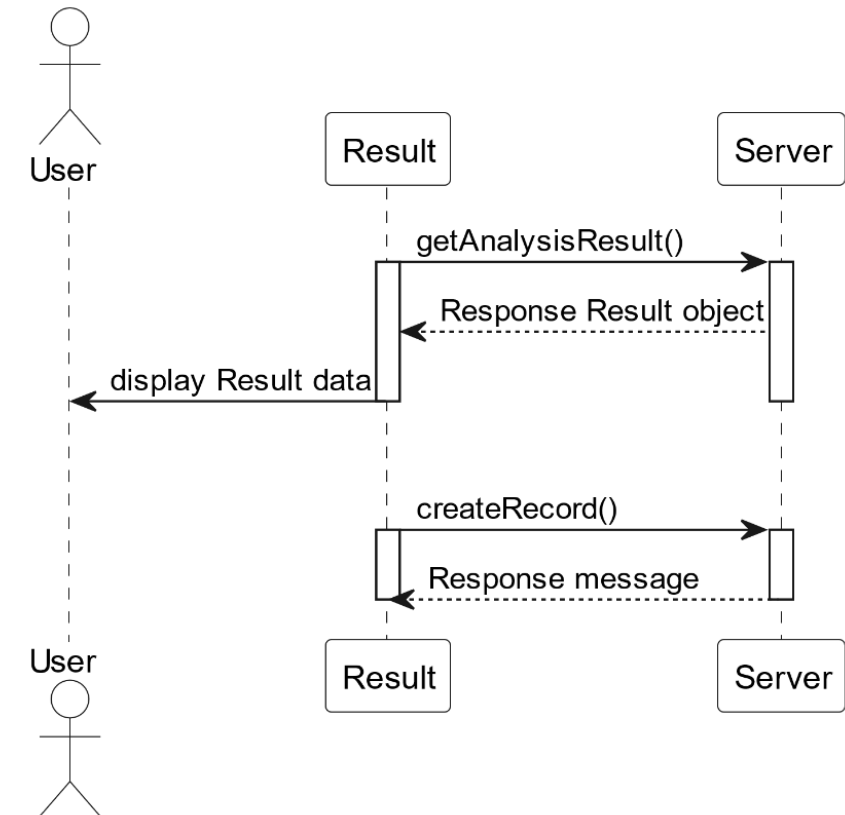 User
Result
Server
getAnalysisResult()
Response Result object
display Result data
createRecord()
Response message
User
Result
Server